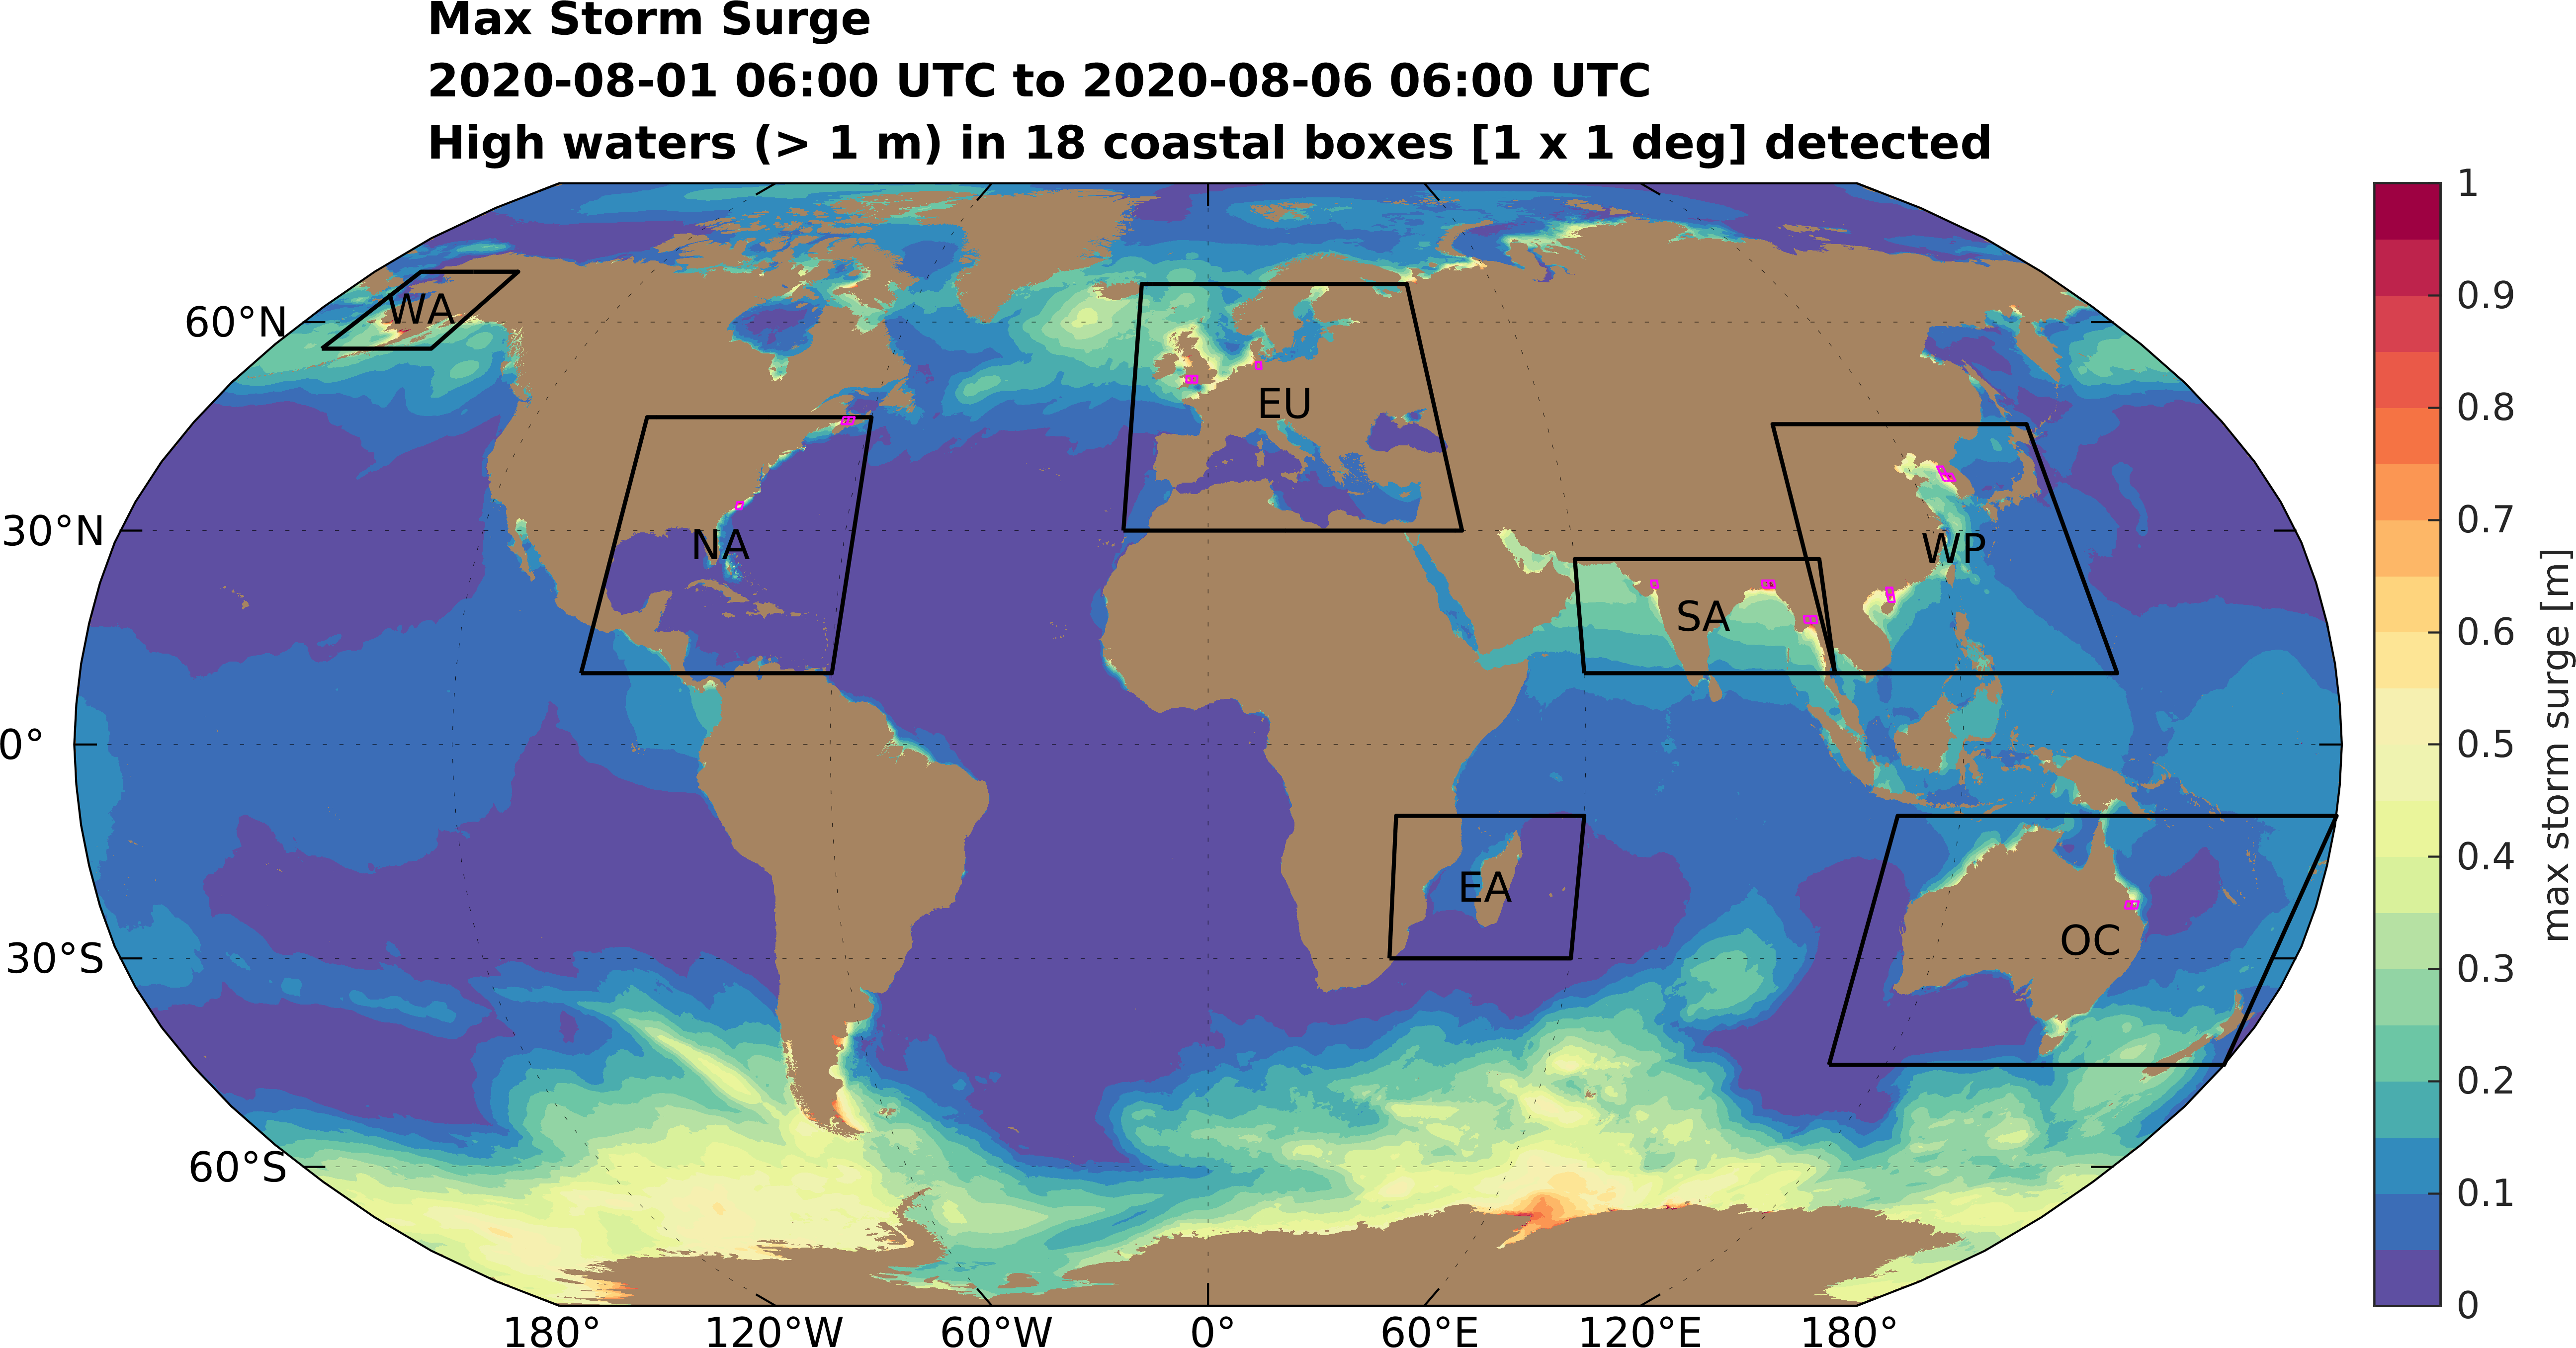 Max Storm Surge
2020-08-01 06:00 UTC to 2020-08-06 06:00 UTC
High waters (> 1 m) in 18 coastal boxes [1 x 1 deg] detected
60°N
30°N
0°
30°S
60°S
WA
NA
EU
SA
WP
EA
OC
180°
120°W
60°W
0°
60°E
120°E
180°
1
0.9
0.8
0.7
0.6
0.5
0.4
0.3
0.2
0.1
0
max storm surge [m]